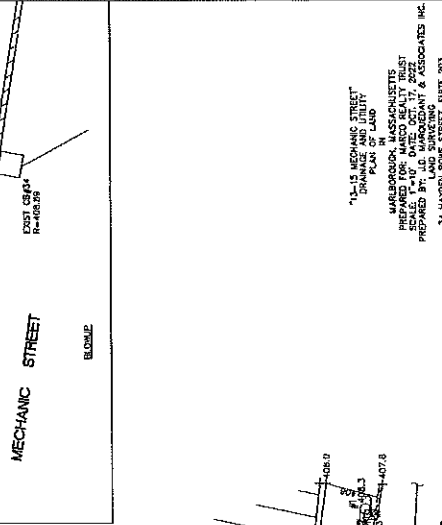 MECHANIC STREET
EXIST CB#34
R=408.59
BLOWUP
"13-15 MECHANIC STREET"
DRAINAGE AND UTILITY
PLAN OF LAND
IN
MARLBOROUGH, MASSACHUSETTS
PREPARED FOR: MARCO REALTY TRUST
SCALE: 1"=10' DATE: OCT. 17, 2022
PREPARED BY: J.D. MARQUEDANT & ASSOCIATES INC.
LAND SURVEYING
408.3
407.8